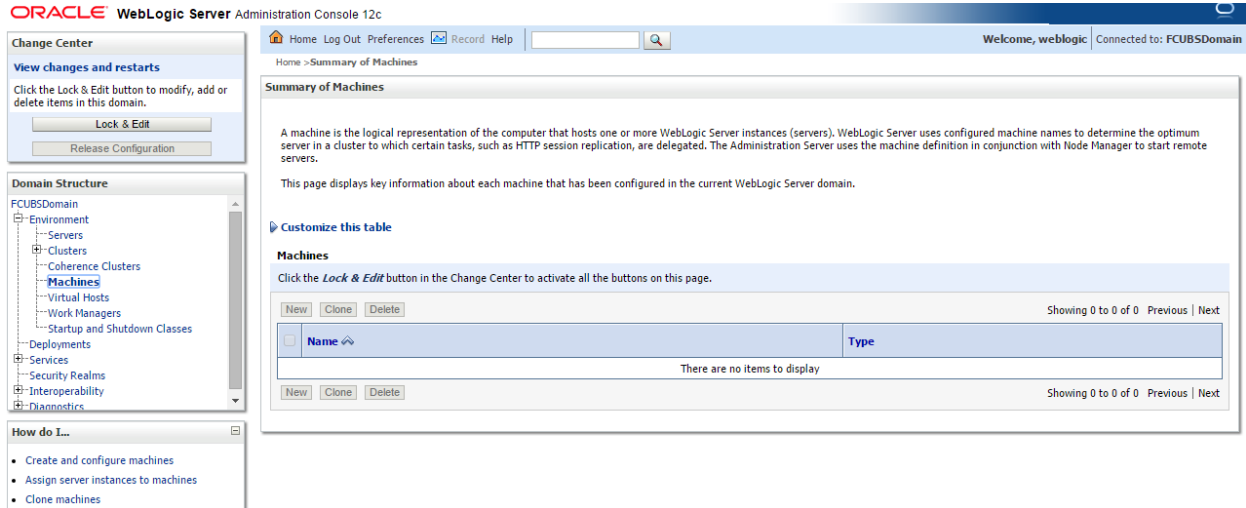 ORACLE WebLogic Server Administration Console 12c
Change Center
View changes and restarts
Click the Lock & Edit button to modify, add or
delete items in this domain.
Lock & Edit
Release Configuration
Domain Structure
FCUBSDomain
Environment
Servers
Clusters
Coherence Clusters
Machines
Virtual Hosts
Work Managers
Startup and Shutdown Classes
Deployments
Services
Security Realms
Interoperability
Diagnostics
How do I...
Create and configure machines
Assign server instances to machines
Clone machines
Home Log Out Preferences Record Help
Welcome, weblogic Connected to: FCUBSDomain
Home >Summary of Machines
Summary of Machines
A machine is the logical representation of the computer that hosts one or more WebLogic Server instances (servers). WebLogic Server uses configured machine names to determine the optimum
server in a cluster to which certain tasks, such as HTTP session replication, are delegated. The Administration Server uses the machine definition in conjunction with Node Manager to start remote
servers.
This page displays key information about each machine that has been configured in the current WebLogic Server domain.
Customize this table
Machines
Click the Lock & Edit button in the Change Center to activate all the buttons on this page.
New Clone Delete Showing 0 to 0 of 0 Previous | Next
Name Type
There are no items to display
New Clone Delete Showing 0 to 0 of 0 Previous | Next